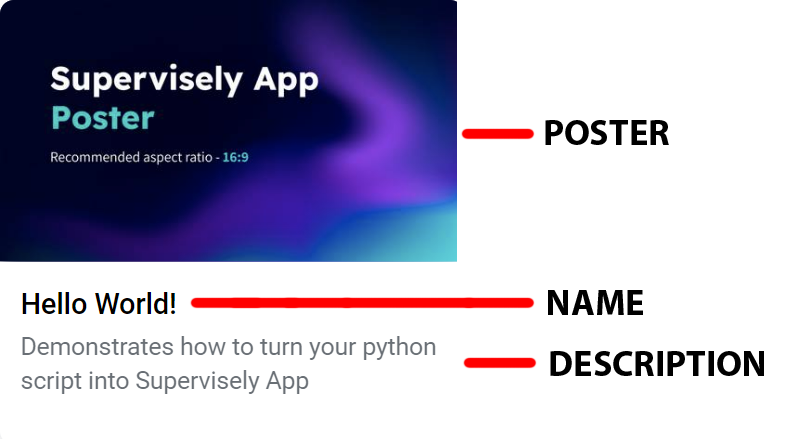 Supervisely App
Poster
Recommended aspect ratio - 16:9
POSTER
Hello World!
NAME
Demonstrates how to turn your python
script into Supervisely App
DESCRIPTION